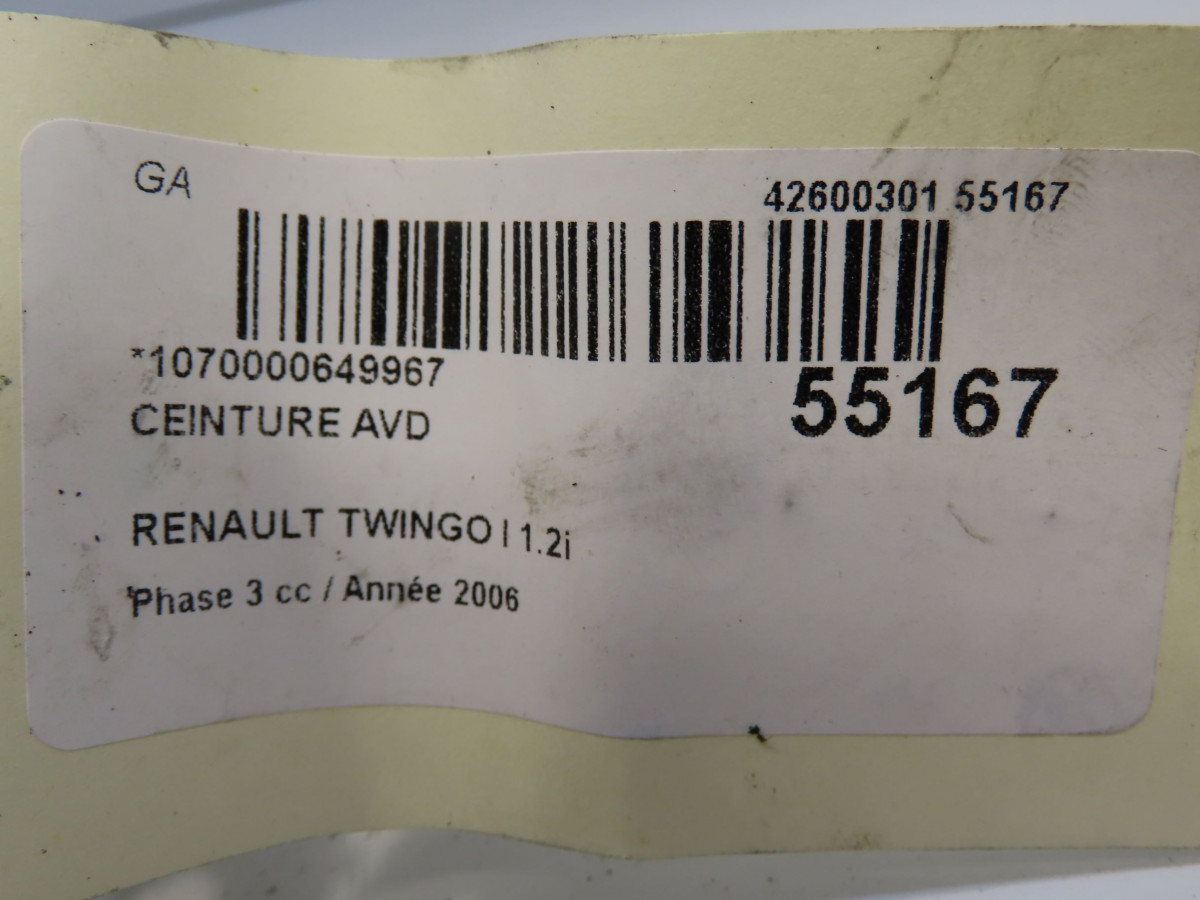 GA
42600301 55167
*1070000649967
55167
CEINTURE AVD
RENAULT TWINGO I 1.2i
Phase 3 cc / Année 2006